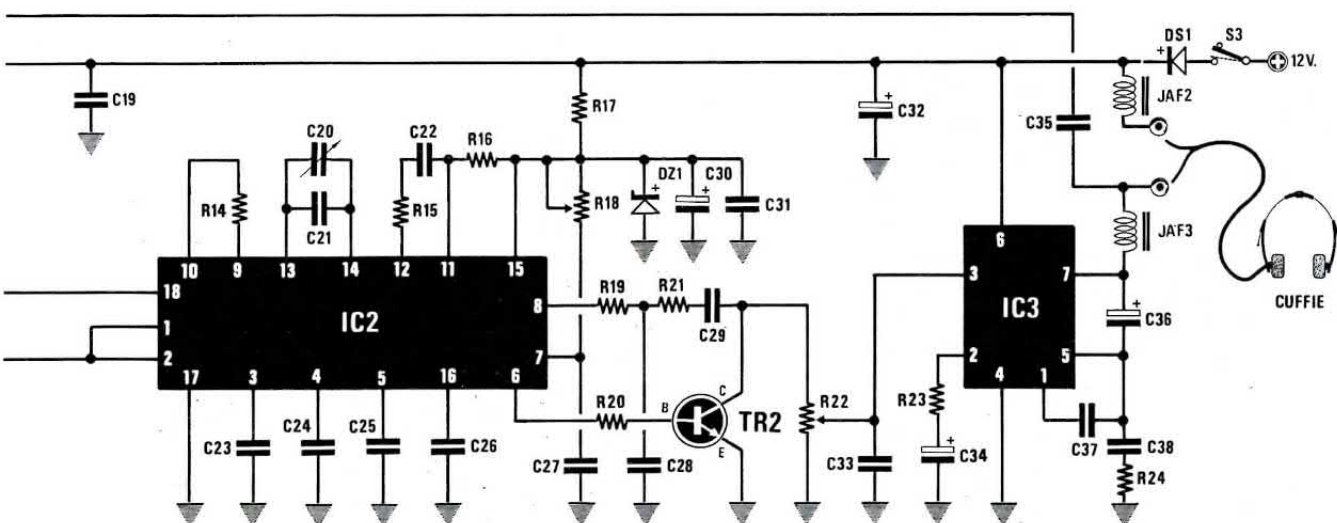 DS1
S3
12V.
C19
R17
C32
JAF2
C35
C20
C22
R16
DZ1
C30
R14
C21
R15
R18
C31
JAF3
10
9
13
14
12
11
15
6
18
R19
R21
3
7
IC2
8
IC3
CUFFIE
1
C29
C36
2
7
2
5
17
3
4
5
16
6
R20
B
C
TR2
E
R22
R23
4
1
C23
C24
C25
C26
C27
C28
C33
C34
C37
C38
R24